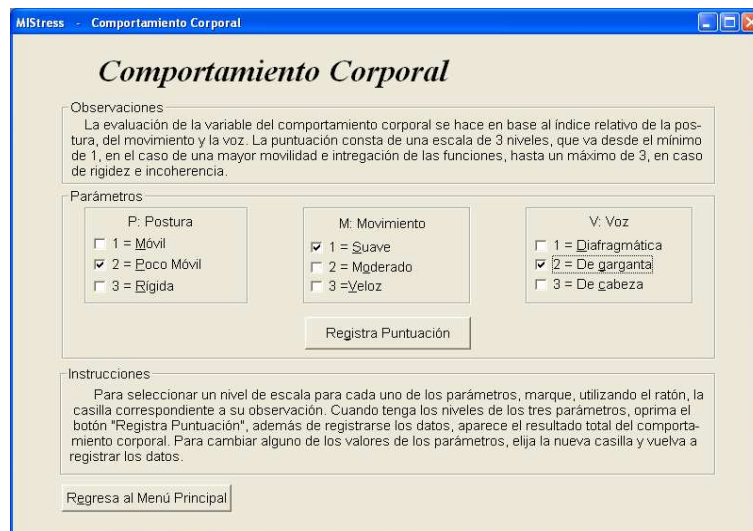 MIStress - Comportamiento Corporal
Comportamiento Corporal
Observaciones
La evaluación de la variable del comportamiento corporal se hace en base al índice relativo de la pos-
tura, del movimiento y la voz. La puntuación consta de una escala de 3 niveles, que va desde el mínimo
de 1, en el caso de una mayor movilidad e intregación de las funciones, hasta un máximo de 3, en caso
de rigidez e incoherencia.
Parámetros
P: Postura
1 = Móvil
2 = Poco Móvil
3 = Rígida
M: Movimiento
1 = Suave
2 = Moderado
3 =Veloz
V: Voz
1 = Diafragmática
2 = De garganta
3 = De cabeza
Registra Puntuación
Instrucciones
Para seleccionar un nivel de escala para cada uno de los parámetros, marque, utilizando el ratón, la
casilla correspondiente a su observación. Cuando tenga los niveles de los tres parámetros, oprima el
botón "Registra Puntuación", además de registrarse los datos, aparece el resultado total del comporta-
miento corporal. Para cambiar alguno de los valores de los parámetros, elija la nueva casilla y vuelva a
registrar los datos.
Regresa al Menú Principal